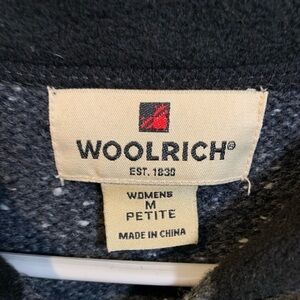 WOOLRICH®
EST. 1830
WOMENS
M
PETITE
MADE IN CHINA